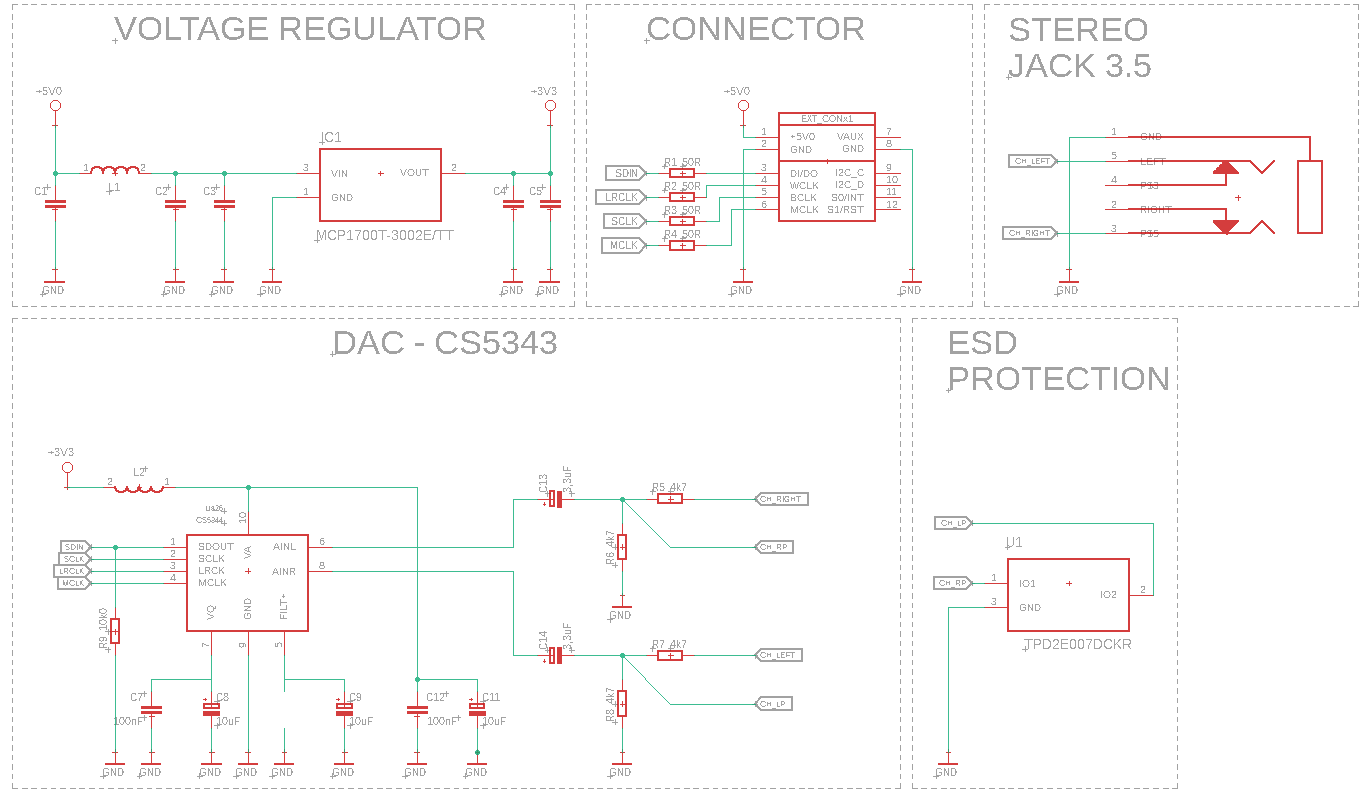 VOLTAGE REGULATOR
+5V0
+3V3
IC1
1
2
L1
3
VIN
VOUT
2
1
GND
C1
C2
C3
C4
C5
MCP1700T-3002E/TT
GND
GND
GND
GND
GND
GND
CONNECTOR
+5V0
EXT_CONx1
1
+5V0
VAUX
7
2
GND
GND
8
SDIN
R1 50R
3
DI/DO
I2C_C
9
LRCLK
R2 50R
4
WCLK
I2C_D
10
SCLK
R3 50R
5
BCLK
S0/INT
11
MCLK
R4 50R
6
MCLK
S1/RST
12
GND
GND
STEREO
JACK 3.5
1
GND
CH_LEFT
5
LEFT
4
2
RIGHT
CH_RIGHT
3
GND
DAC - CS5343
+3V3
2
L2
1
CS5344
10
SDIN
1
SDOUT
VA
AINL
6
SCLK
2
SCLK
LRCLK
3
LRCK
AINR
8
MCLK
4
MCLK
VQ
GND
FILT+
7
9
5
R9 10k0
C7
100nF
C8
10uF
C9
10uF
C12
100nF
C11
10uF
C13
3,3uF
R5 4k7
CH_RIGHT
R6 4k7
CH_RP
GND
C14
3,3uF
R7 4k7
CH_LEFT
R8 4k7
CH_LP
GND
GND
GND
GND
GND
GND
GND
GND
GND
ESD
PROTECTION
CH_LP
U1
CH_RP
1
IO1
IO2
2
3
GND
TPD2E007DCKR
GND